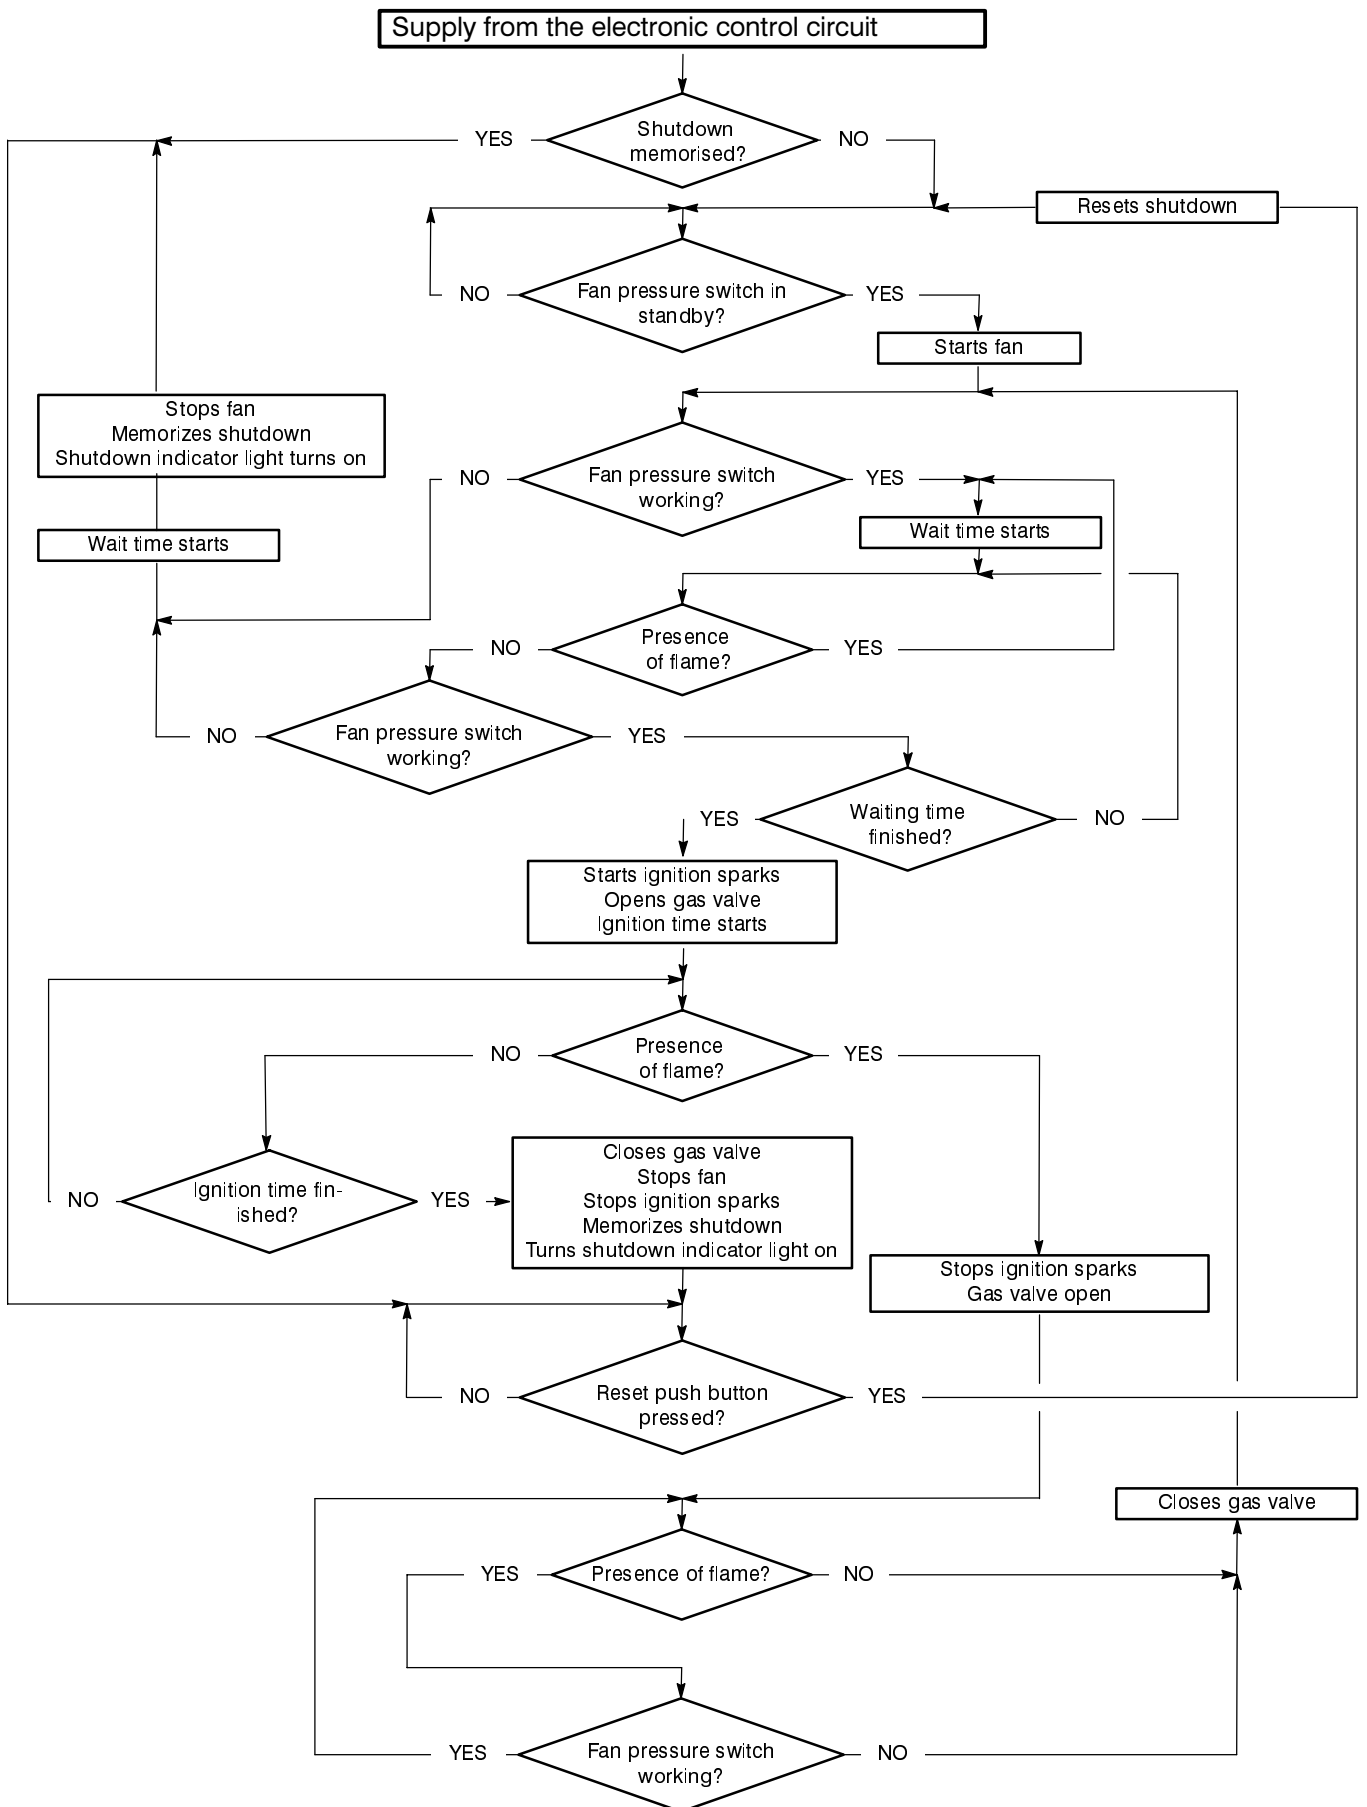 Supply from the electronic control circuit
YES
Shutdown
memorised?
NO
Resets shutdown
NO
Fan pressure switch in
standby?
YES
Starts fan
Stops fan
Memorizes shutdown
Shutdown indicator light turns on
NO
Fan pressure switch
working?
YES
Wait time starts
Wait time starts
NO
Presence
of flame?
YES
NO
Fan pressure switch
working?
YES
YES
Waiting time
finished?
NO
Starts ignition sparks
Opens gas valve
Ignition time starts
NO
Presence
of flame?
YES
NO
Ignition time fin-
ished?
YES
Closes gas valve
Stops fan
Stops ignition sparks
Memorizes shutdown
Turns shutdown indicator light on
Stops ignition sparks
Gas valve open
NO
Reset push button
pressed?
YES
Closes gas valve
YES
Presence of flame?
NO
YES
Fan pressure switch
working?
NO